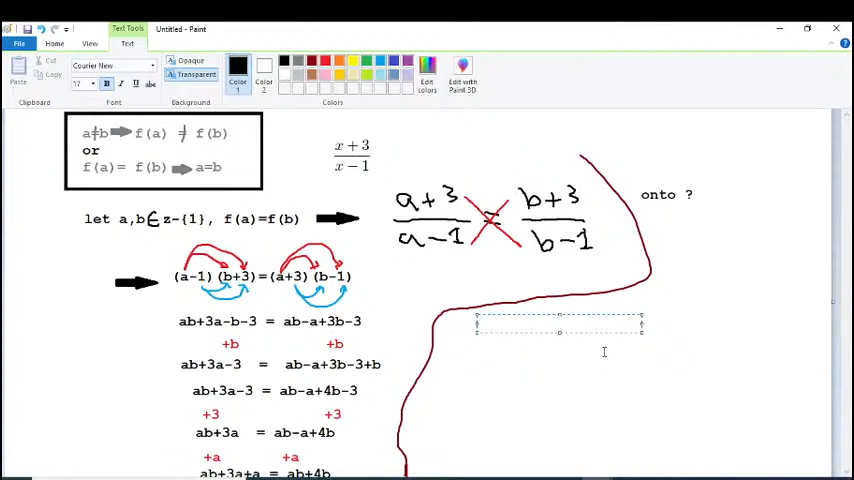 Text Tools
Untitled - Paint
File
Home
View
Text
Paste
Cut
Copy
Clipboard
Courier New
17
B
I
U
abc
Font
Opaque
Transparent
Background
Color
1
Color
2
Edit
colors
Colors
Edit with
Paint 3D
a≠b f(a) ≠ f(b)
or
f(a)= f(b) a=b
x + 3
x − 1
onto ?
let a,b∈z-{1}, f(a)=f(b)
a+3 = b+3
a-1 b-1
(a-1)(b+3)=(a+3)(b-1)
ab+3a-b-3 = ab-a+3b-3
+b +b
ab+3a-3 = ab-a+3b-3+b
ab+3a-3 = ab-a+4b-3
+3 +3
ab+3a = ab-a+4b
+a +a
ab+3a+a = ab+4b